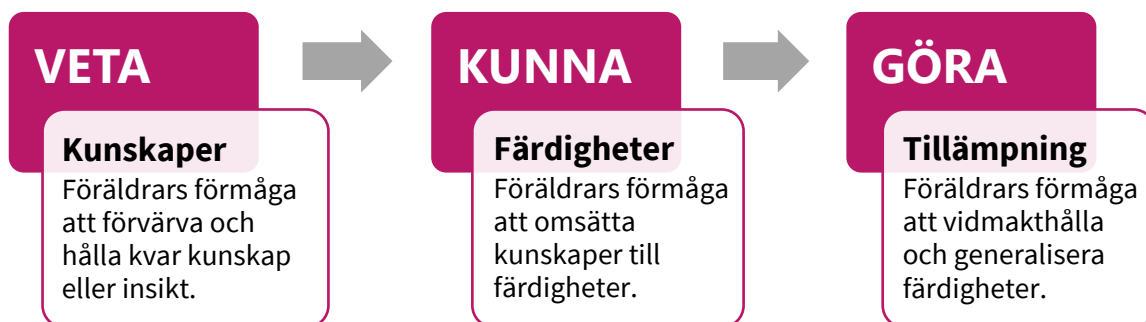 VETA
Kunskaper
Föräldrars förmåga
att förvärva och
hålla kvar kunskap
eller insikt.
KUNNA
Färdigheter
Föräldrars förmåga
att omsätta
kunskaper till
färdigheter.
GÖRA
Tillämpning
Föräldrars förmåga
att vidmakthålla
och generalisera
färdigheter.